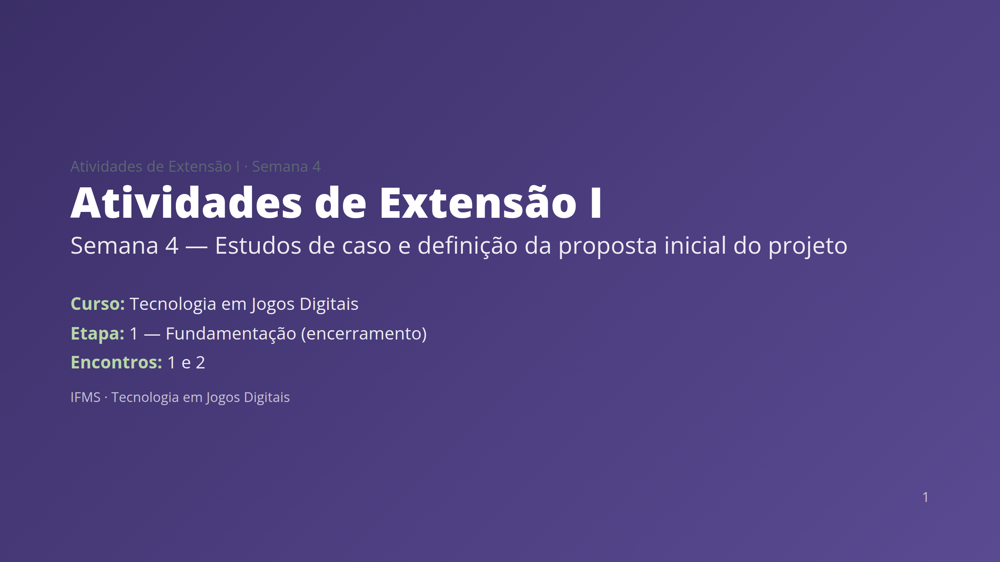 Atividades de Extensão I · Semana 4
Atividades de Extensão I
Semana 4 — Estudos de caso e definição da proposta inicial do projeto
Curso: Tecnologia em Jogos Digitais
Etapa: 1 — Fundamentação (encerramento)
Encontros: 1 e 2
IFMS · Tecnologia em Jogos Digitais
1